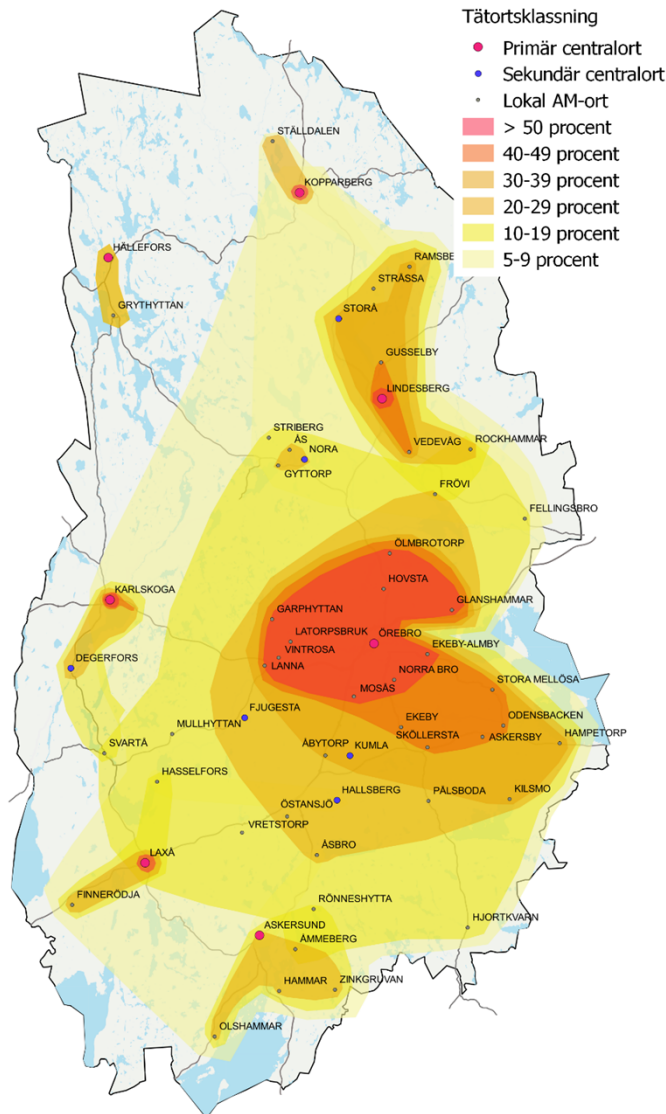 Tätortsklassning
Primär centralort
Sekundär centralort
Lokal AM-ort
> 50 procent
40-49 procent
30-39 procent
20-29 procent
10-19 procent
5-9 procent
STÄLLDALEN
KOPPARBERG
HÄLLEFORS
GRYTHYTTAN
RAMSBE
STRÅSSA
STORÅ
GUSSELBY
LINDESBERG
STRIBERG
ÅS
NORA
GYTTORP
VEDEVÅG
ROCKHAMMAR
FRÖVI
FELLINGSBRO
ÖLMBROTORP
HOVSTA
KARLSKOGA
GARPHYTTAN
GLANSHAMMAR
LATORPSBRUK
ÖREBRO
VINTROSA
EKEBY-ALMBY
DEGERFORS
LANNA
NORRA BRO
STORA MELLÖSA
MOSÅS
FJUGESTA
MULLHYTTAN
EKEBY
ODENSBACKEN
SKÖLLERSTA
ASKERSBY
HAMPETORP
SVARTÅ
ÅBYTORP
KUMLA
HASSELFORS
HALLSBERG
PÅLSBODA
KILSMO
ÖSTANSJÖ
VRETSTORP
LAXÅ
ÅSBRO
FINNERÖDJA
RÖNNESHYTTA
ASKERSUND
HJORTKVARN
ÅMMEBERG
HAMMAR
ZINKGRUVAN
OLSHAMMAR